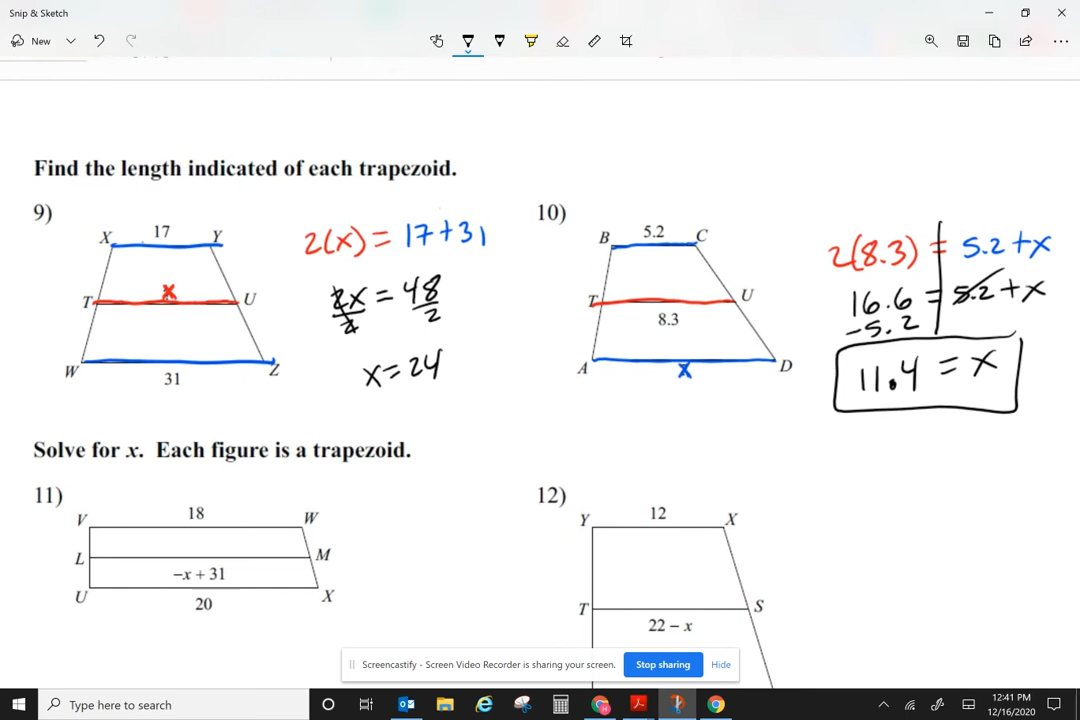 Snip & Sketch
New
Find the length indicated of each trapezoid.
9)
17
X
Y
x
T
U
W
Z
31
2(x) = 17+31
2x = 48
2 2
x = 24
10)
5.2
B
C
T
U
8.3
A
D
x
2(8.3) = 5.2+x
16.6 = 5.2+x
-5.2
11.4 = x
Solve for x. Each figure is a trapezoid.
11)
18
V
W
L
M
−x + 31
U
X
20
12)
12
Y
X
T
S
22 − x
Screencastify - Screen Video Recorder is sharing your screen.
Stop sharing
Hide
Type here to search
12:41 PM
12/16/2020